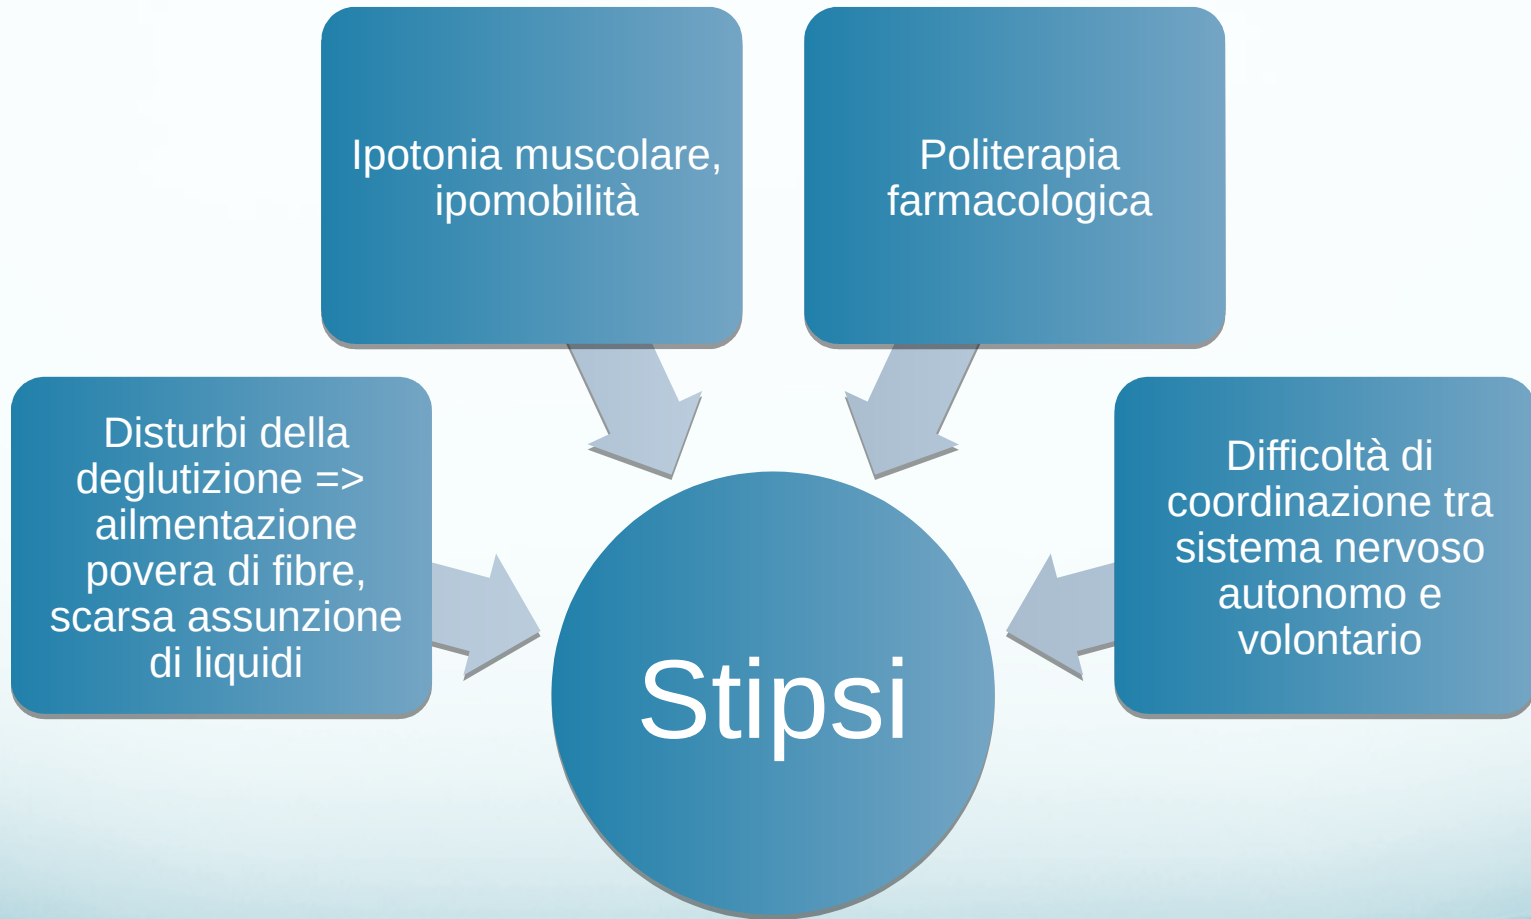 Ipotonia muscolare,
ipomobilità
Politerapia
farmacologica
Disturbi della
deglutizione =>
ailmentazione
povera di fibre,
scarsa assunzione
di liquidi
Difficoltà di
coordinazione tra
sistema nervoso
autonomo e
volontario
Stipsi